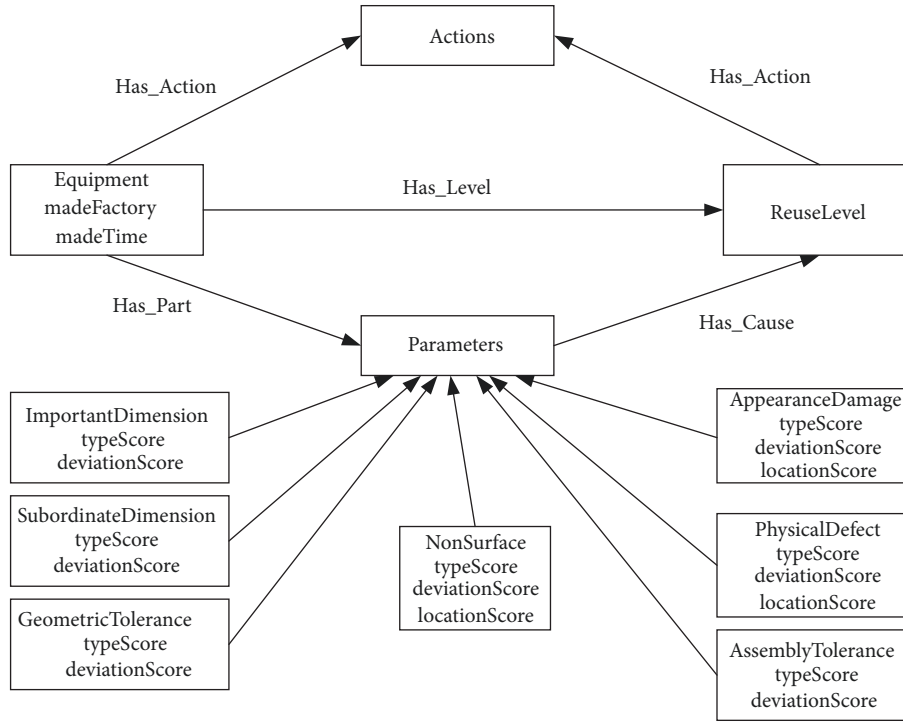 Actions
Has_Action
Has_Action
Equipment
madeFactory
madeTime
Has_Level
ReuseLevel
Has_Part
Has_Cause
Parameters
ImportantDimension
typeScore
deviationScore
SubordinateDimension
typeScore
deviationScore
GeometricTolerance
typeScore
deviationScore
NonSurface
typeScore
deviationScore
locationScore
AppearanceDamage
typeScore
deviationScore
locationScore
PhysicalDefect
typeScore
deviationScore
locationScore
AssemblyTolerance
typeScore
deviationScore